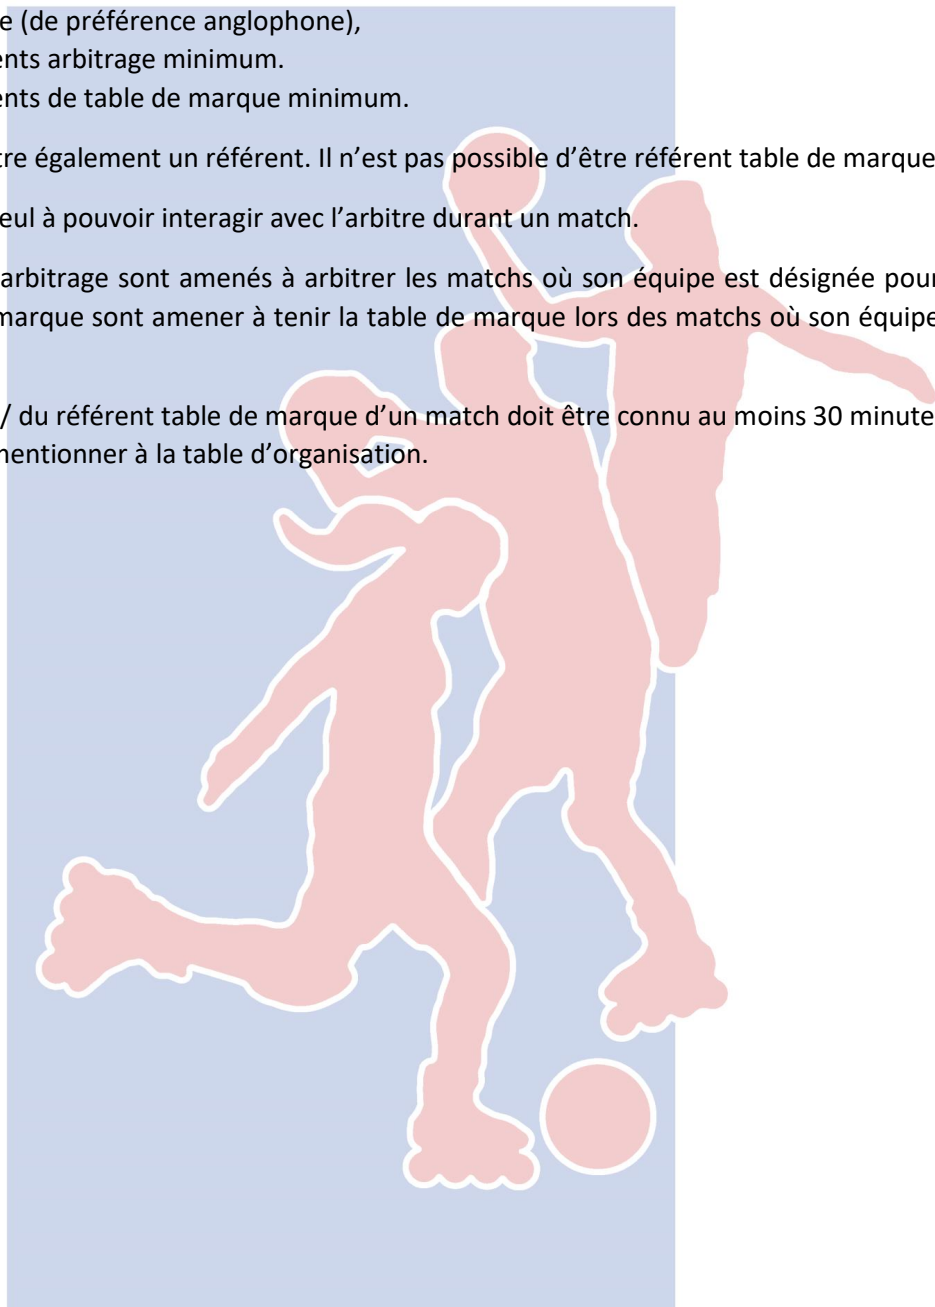 e (de préférence anglophone),
ents arbitrage minimum.
ents de table de marque minimum.
tre également un référent. Il n’est pas possible d’être référent table de marque
eul à pouvoir interagir avec l’arbitre durant un match.
arbitrage sont amenés à arbitrer les matchs où son équipe est désignée pour
marque sont amener à tenir la table de marque lors des matchs où son équipe
/ du référent table de marque d’un match doit être connu au moins 30 minute
mentionner à la table d’organisation.